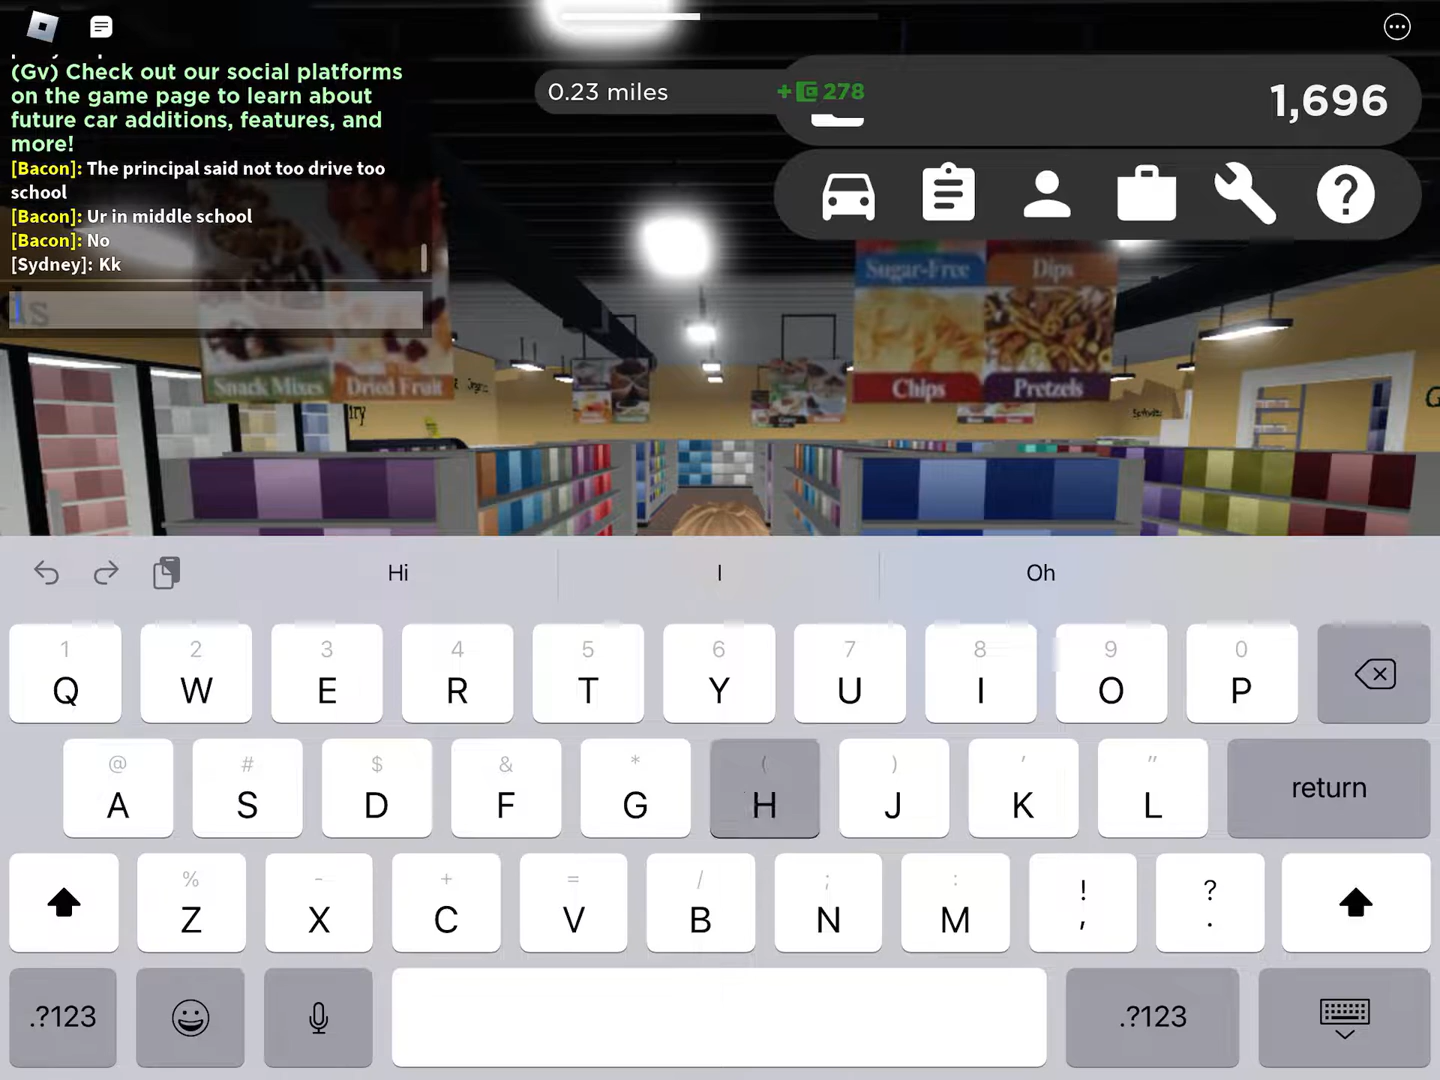 (Gv) Check out our social platforms
on the game page to learn about
future car additions, features, and
more!
[Bacon]: The principal said not too drive too
school
[Bacon]: Ur in middle school
[Bacon]: No
[Sydney]: Kk
0.23 miles
+ 278
1,696
Sugar-Free
Dips
Chips
Pretzels
Snack Mixes
Dried Fruit
Hi
I
Oh
1 2 3 4 5 6 7 8 9 0
Q W E R T Y U I O P
@ # $ & * ( ) ' "
A S D F G H J K L return
% - + = / ; : ! ?
Z X C V B N M , .
.?123
.?123